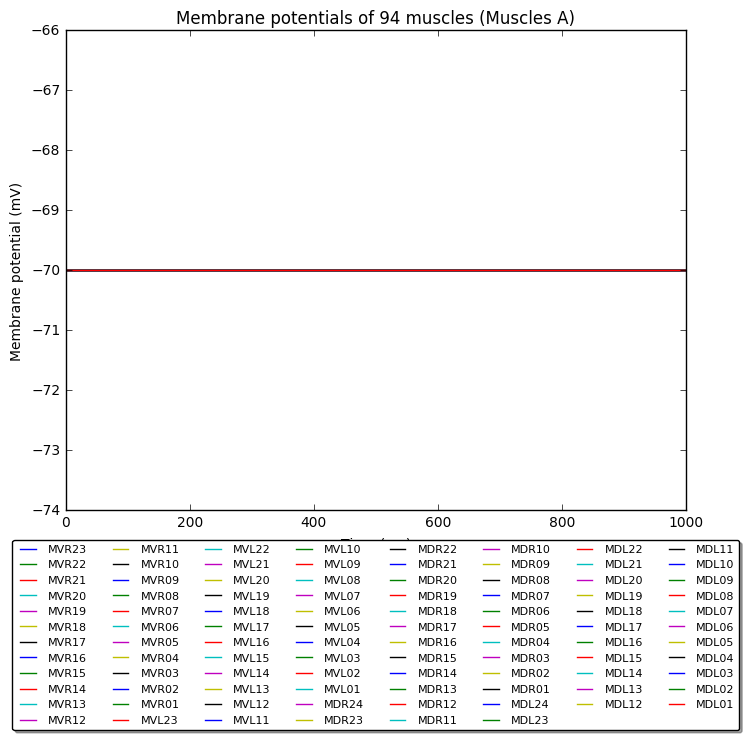 Membrane potentials of 94 muscles (Muscles A)
Membrane potential (mV)
−66
−67
−68
−69
−70
−71
−72
−73
−74
0 200 400 600 800 1000
MVR23 MVR11 MVL22 MVL10 MDR22 MDR10 MDL22 MDL11
MVR22 MVR10 MVL21 MVL09 MDR21 MDR09 MDL21 MDL10
MVR21 MVR09 MVL20 MVL08 MDR20 MDR08 MDL20 MDL09
MVR20 MVR08 MVL19 MVL07 MDR19 MDR07 MDL19 MDL08
MVR19 MVR07 MVL18 MVL06 MDR18 MDR06 MDL18 MDL07
MVR18 MVR06 MVL17 MVL05 MDR17 MDR05 MDL17 MDL06
MVR17 MVR05 MVL16 MVL04 MDR16 MDR04 MDL16 MDL05
MVR16 MVR04 MVL15 MVL03 MDR15 MDR03 MDL15 MDL04
MVR15 MVR03 MVL14 MVL02 MDR14 MDR02 MDL14 MDL03
MVR14 MVR02 MVL13 MVL01 MDR13 MDR01 MDL13 MDL02
MVR13 MVR01 MVL12 MDR24 MDR12 MDL24 MDL12 MDL01
MVR12 MVL23 MVL11 MDR23 MDR11 MDL23